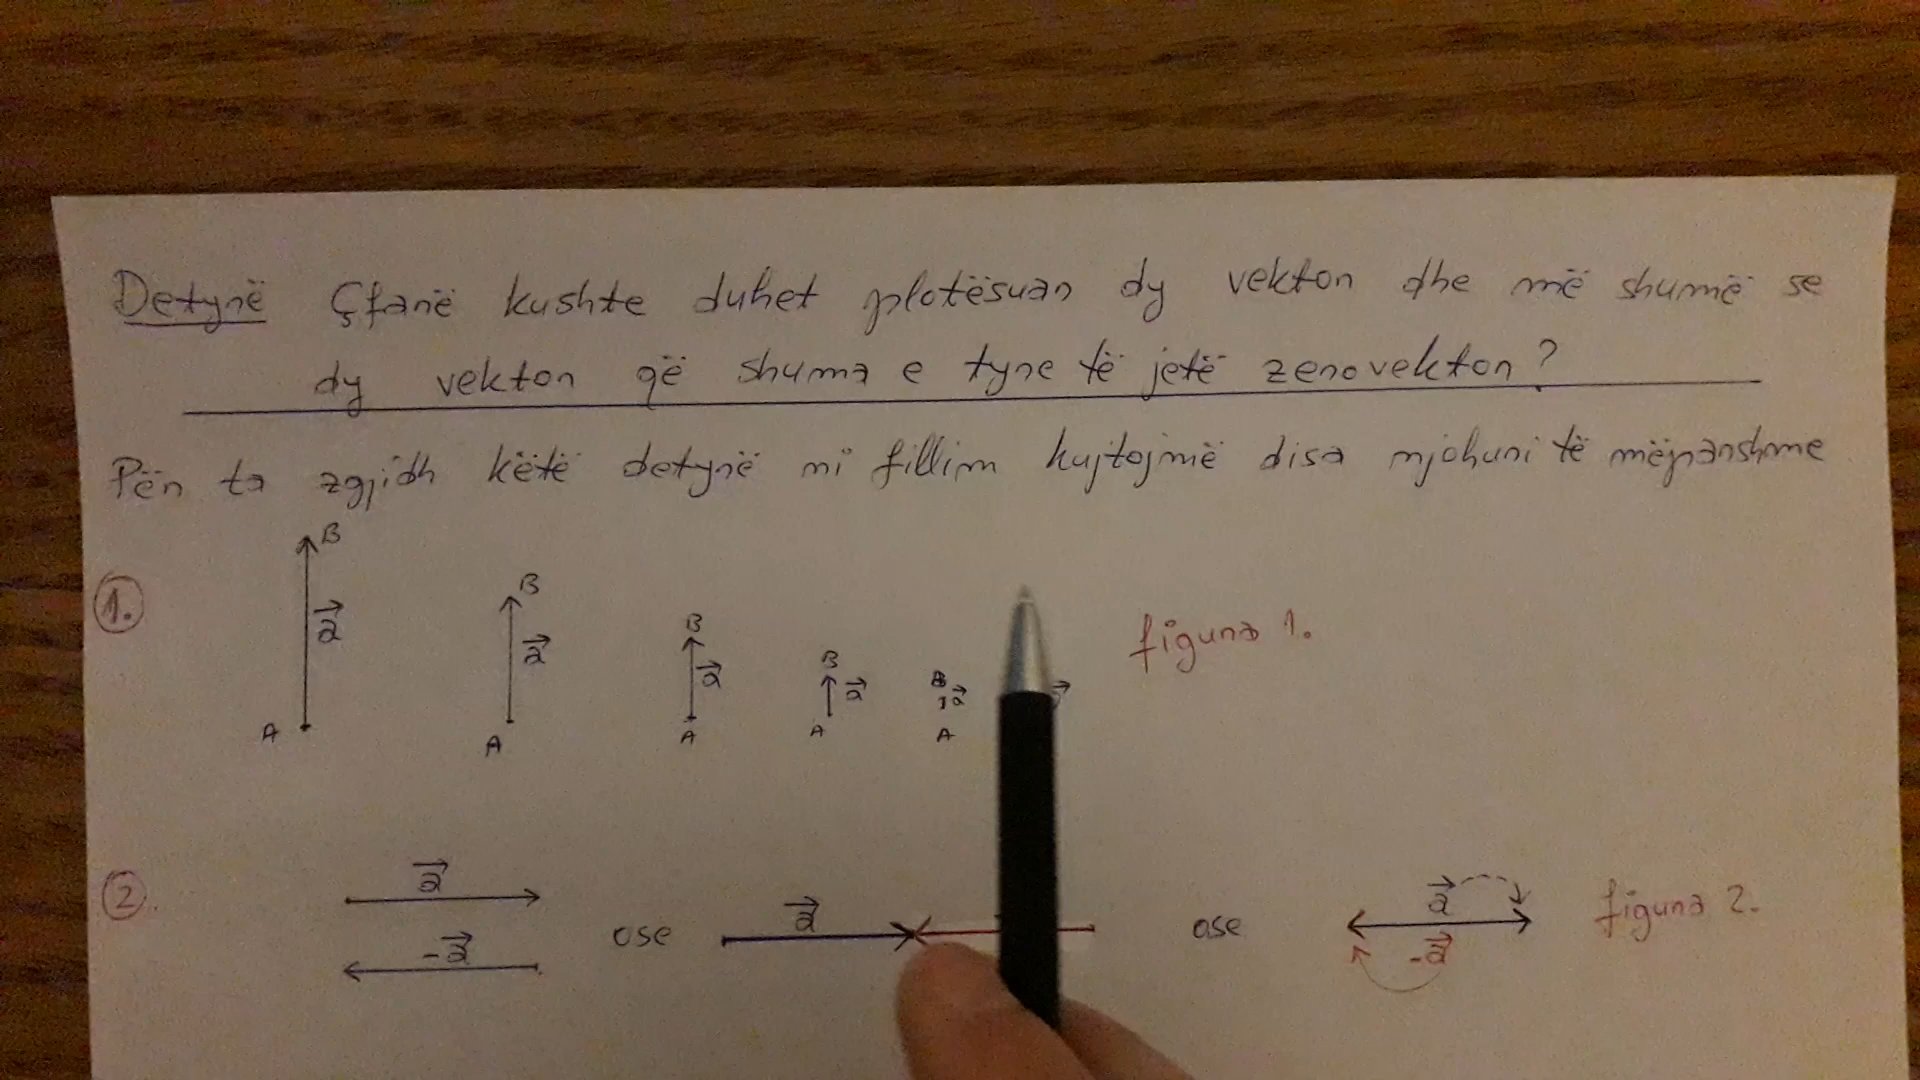 Detyrë Çfarë kushte duhet plotësuar dy vektor dhe më shumë se
dy vektor që shuma e tyre të jetë zerovektor?
Për ta zgjidh këtë detyrë në fillim kujtojmë disa njohuri të mëparshme
1.
B
a⃗
A
B
a⃗
A
B
a⃗
A
B
a⃗
A
B
a⃗
A
figura 1.
2.
a⃗
-a⃗
ose
a⃗
ose
a⃗
-a⃗
figura 2.